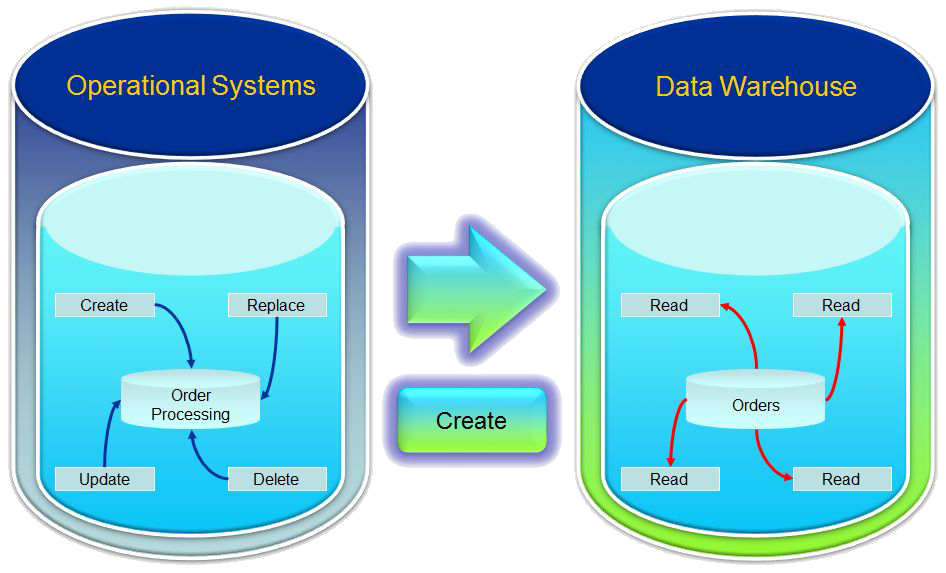 Operational Systems
Data Warehouse
Create
Replace
Order
Processing
Update
Delete
Create
Read
Read
Orders
Read
Read